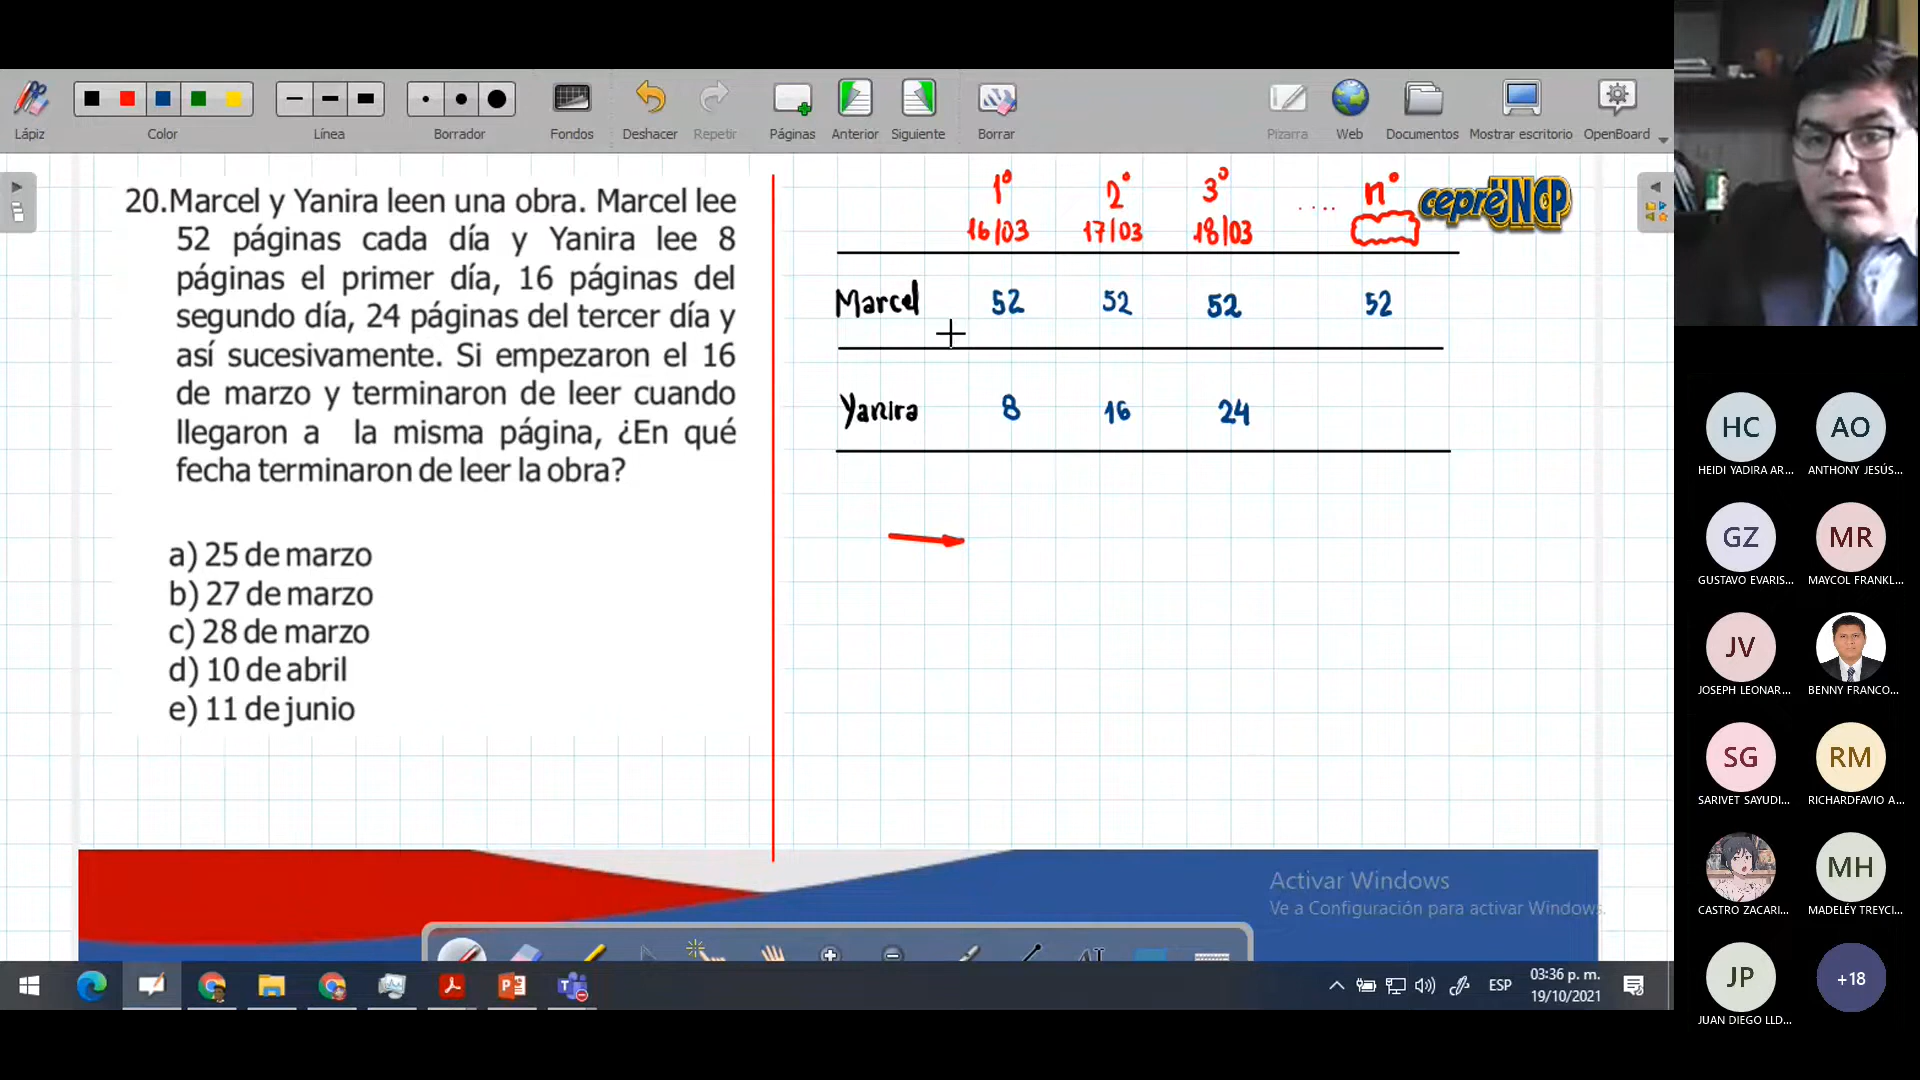 Lápiz
Color
Línea
Borrador
Fondos
Deshacer
Repetir
Páginas
Anterior
Siguiente
Borrar
Pizarra
Web
Documentos
Mostrar escritorio
OpenBoard
20.Marcel y Yanira leen una obra. Marcel lee
52 páginas cada día y Yanira lee 8
páginas el primer día, 16 páginas del
segundo día, 24 páginas del tercer día y
así sucesivamente. Si empezaron el 16
de marzo y terminaron de leer cuando
llegaron a la misma página, ¿En qué
fecha terminaron de leer la obra?
a) 25 de marzo
b) 27 de marzo
c) 28 de marzo
d) 10 de abril
e) 11 de junio
1° 2° 3° .... n°
16/03 17/03 18/03
cepreUNCP
Marcel 52 52 52 52
Yanira 8 16 24
Activar Windows
Ve a Configuración para activar Windows.
ESP
03:36 p. m.
19/10/2021
HC
HEIDI YADIRA AR...
AO
ANTHONY JESÚS...
GZ
GUSTAVO EVARIS...
MR
MAYCOL FRANKL...
JV
JOSEPH LEONAR...
BENNY FRANCO...
SG
SARIVET SAYUDI...
RM
RICHARDFAVIO A...
CASTRO ZACARI...
MH
MADELÉY TREYCI...
JP
JUAN DIEGO LLD...
+18